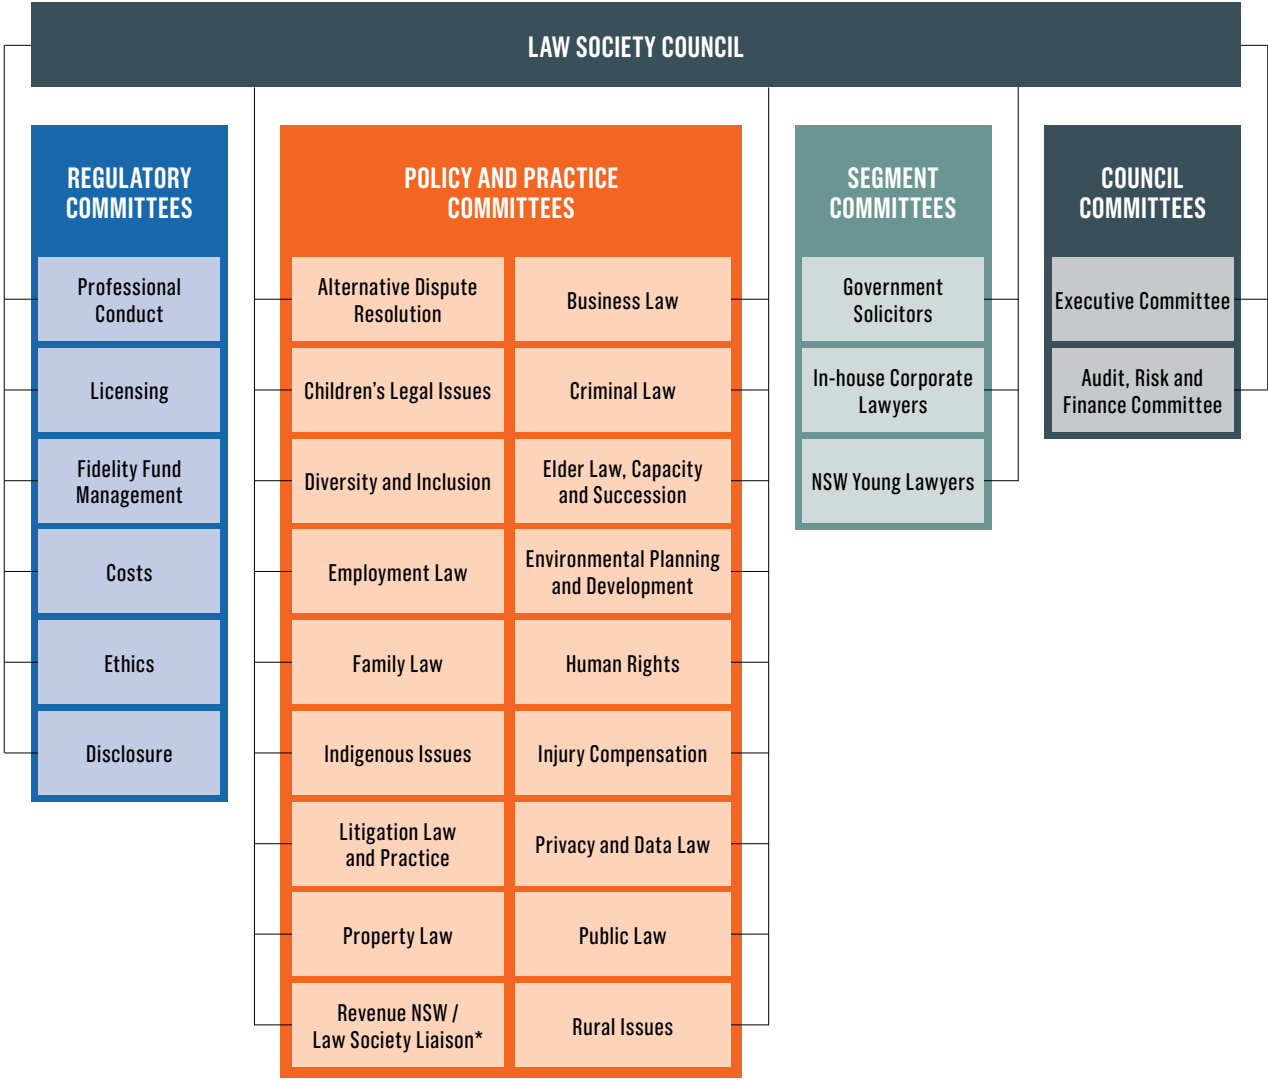 LAW SOCIETY COUNCIL
REGULATORY
COMMITTEES
Professional
Conduct
Licensing
Fidelity Fund
Management
Costs
Ethics
Disclosure
POLICY AND PRACTICE
COMMITTEES
Alternative Dispute
Resolution
Children’s Legal Issues
Diversity and Inclusion
Employment Law
Family Law
Indigenous Issues
Litigation Law
and Practice
Property Law
Revenue NSW /
Law Society Liaison*
Business Law
Criminal Law
Elder Law, Capacity
and Succession
Environmental Planning
and Development
Human Rights
Injury Compensation
Privacy and Data Law
Public Law
Rural Issues
SEGMENT
COMMITTEES
Government
Solicitors
In-house Corporate
Lawyers
NSW Young Lawyers
COUNCIL
COMMITTEES
Executive Committee
Audit, Risk and
Finance Committee